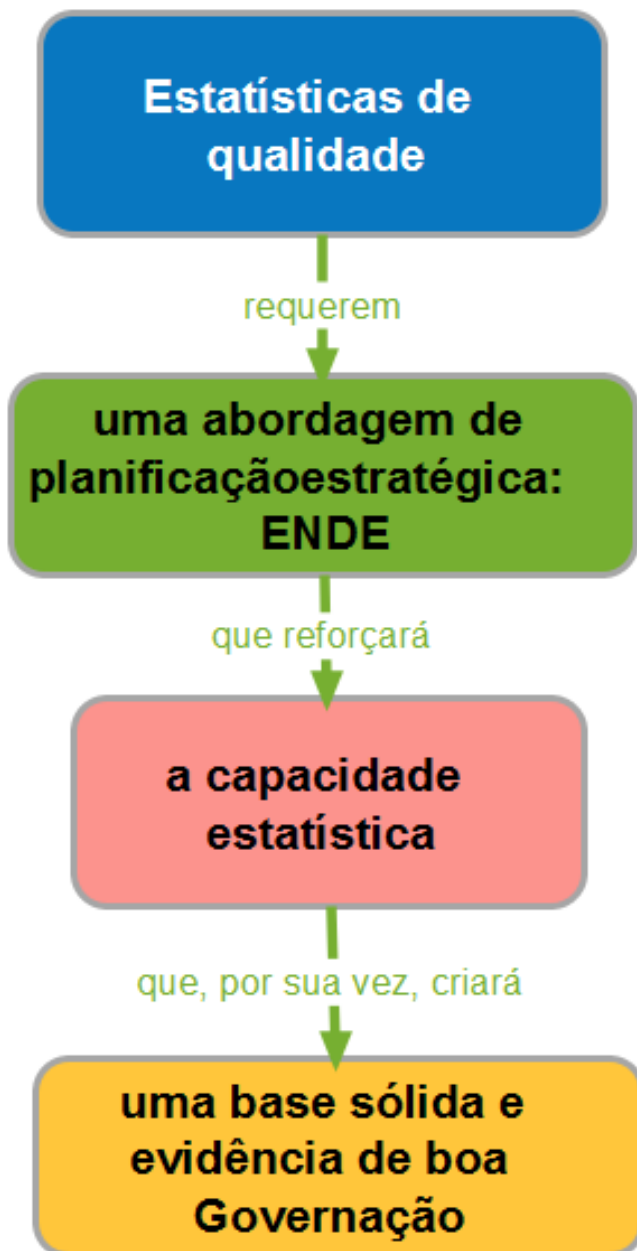 Estatísticas de
qualidade
requerem
uma abordagem de
planificaçãoestratégica:
ENDE
que reforçará
a capacidade
estatística
que, por sua vez, criará
uma base sólida e
evidência de boa
Governação